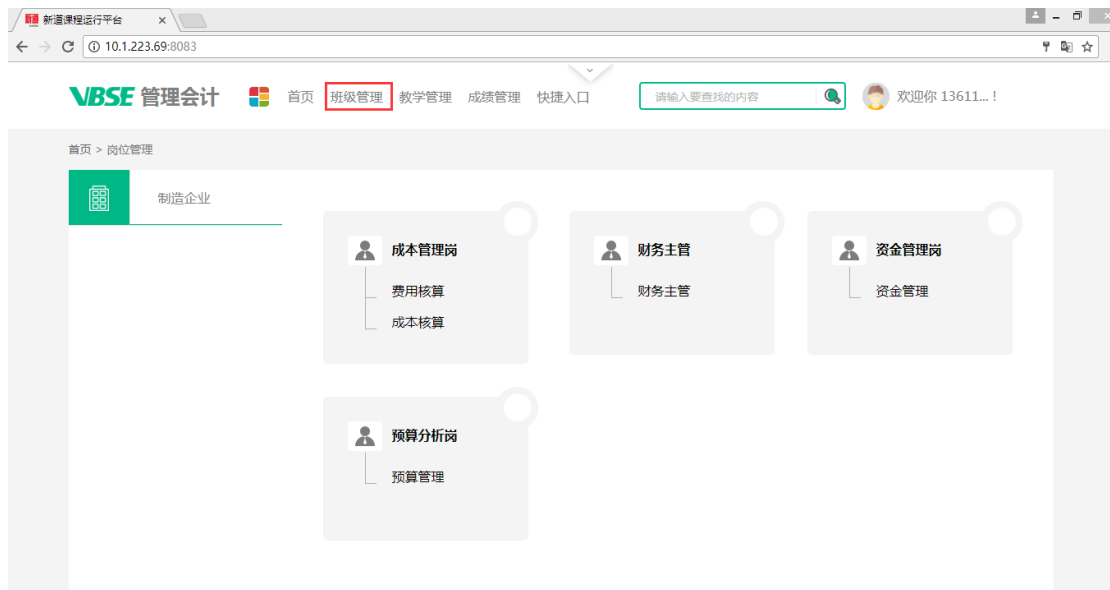 新道课程运行平台
10.1.223.69:8083
VBSE 管理会计 首页 班级管理 教学管理 成绩管理 快捷入口 请输入要查找的内容 欢迎你 13611... !
首页 > 岗位管理
制造企业
成本管理岗
费用核算
成本核算
财务主管
财务主管
资金管理岗
资金管理
预算分析岗
预算管理